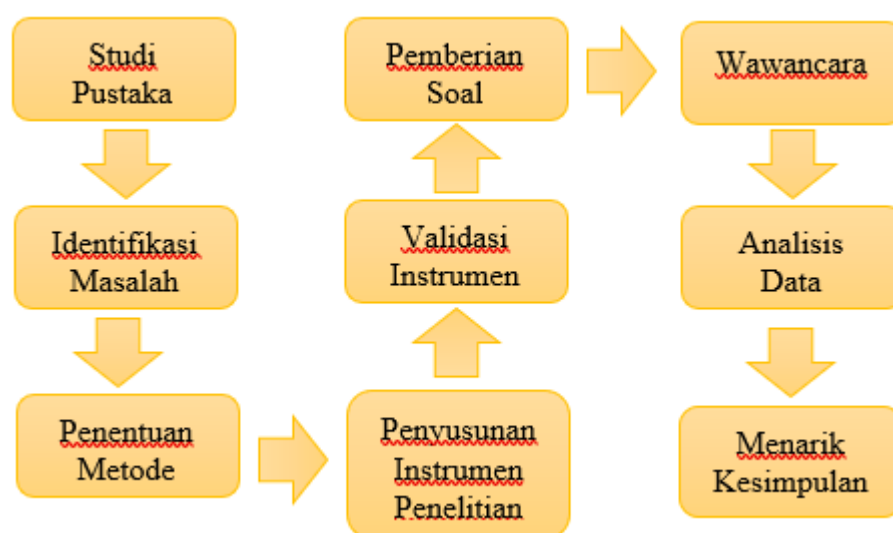 Studi
Pustaka
Identifikasi
Masalah
Penentuan
Metode
Penyusunan
Instrumen
Penelitian
Validasi
Instrumen
Pemberian
Soal
Wawancara
Analisis
Data
Menarik
Kesimpulan